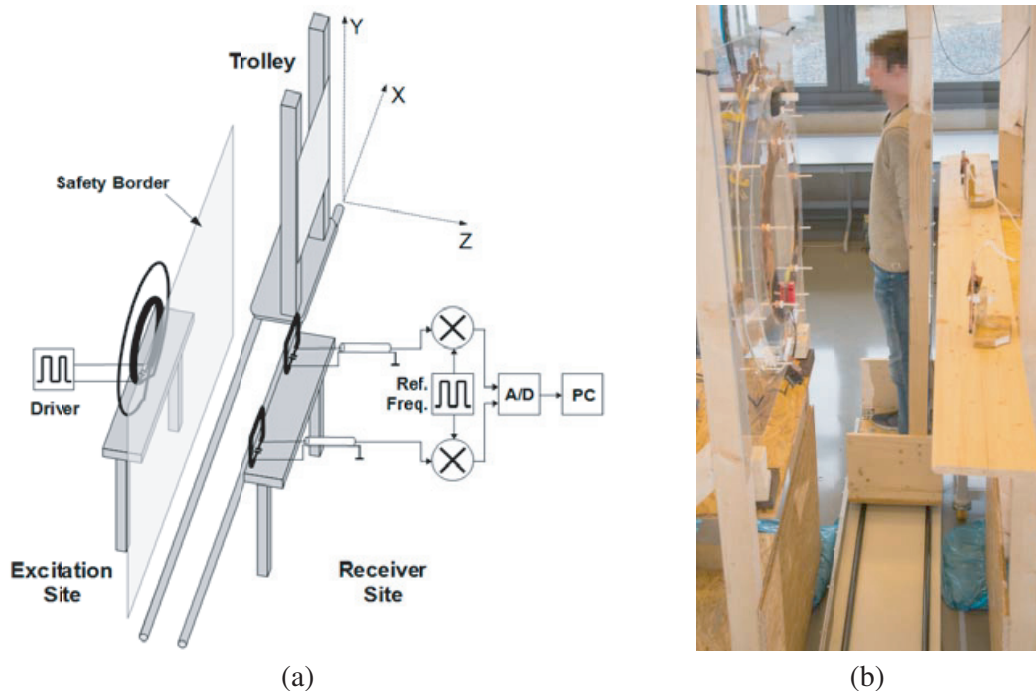 Trolley
Y
X
Safety Border
Z
Driver
Ref.
Freq.
A/D
PC
Excitation
Site
Receiver
Site
(a)
(b)